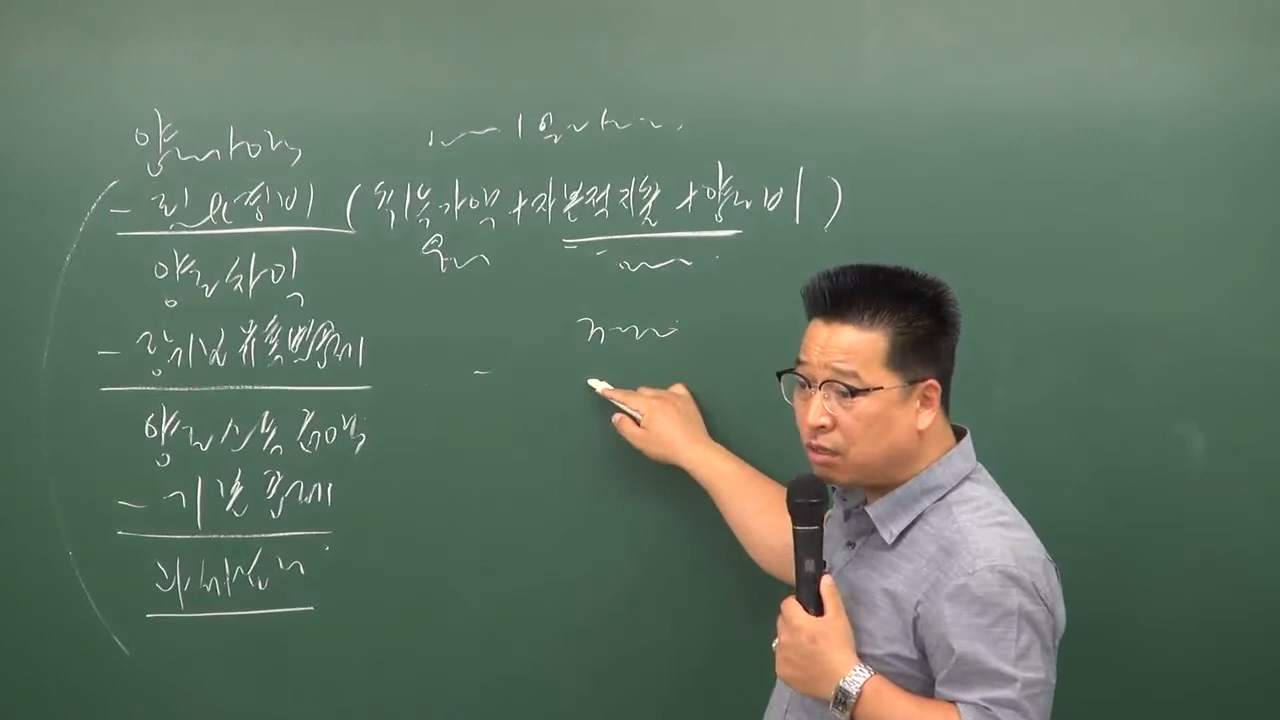 양도가액
- 필요경비 (취득가액 + 자본적지출 + 양도비)
양도차익
- 장기보유특별공제
양도소득금액
- 기본공제
과세표준